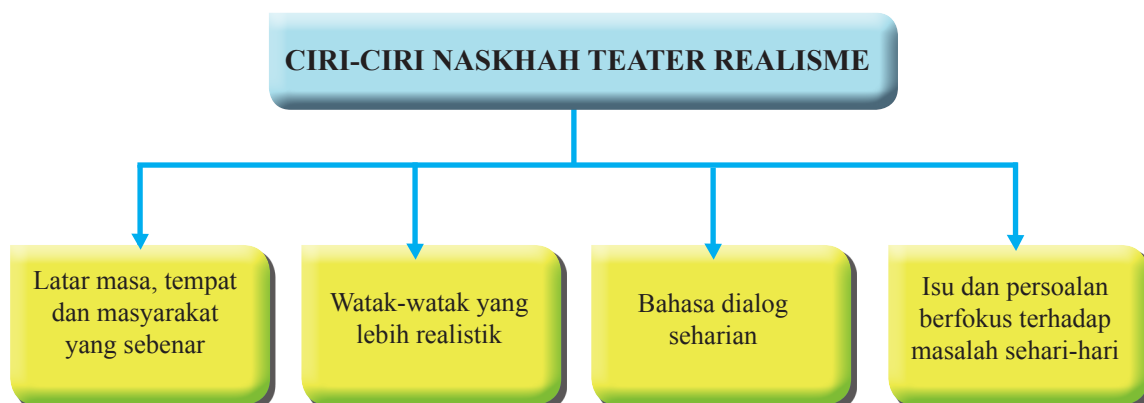 CIRI-CIRI NASKHAH TEATER REALISME
Latar masa, tempat
dan masyarakat
yang sebenar
Watak-watak yang
lebih realistik
Bahasa dialog
seharian
Isu dan persoalan
berfokus terhadap
masalah sehari-hari